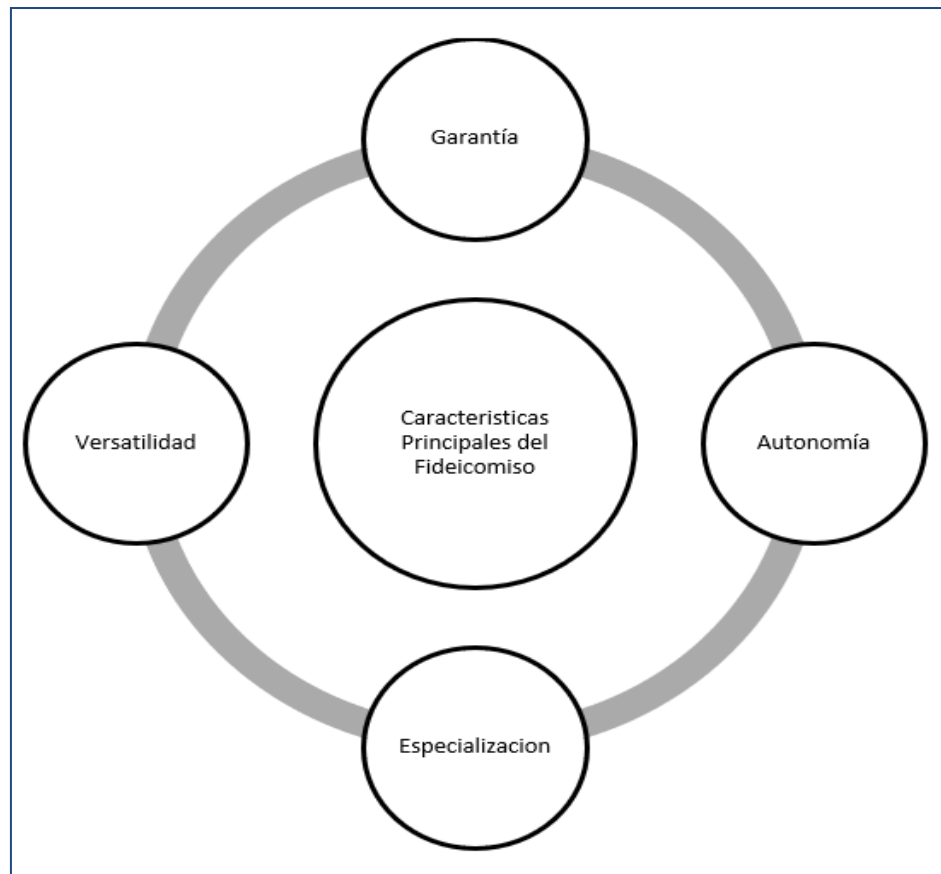 Garantía
Caracteristicas
Principales del
Fideicomiso
Versatilidad
Autonomía
Especializacion